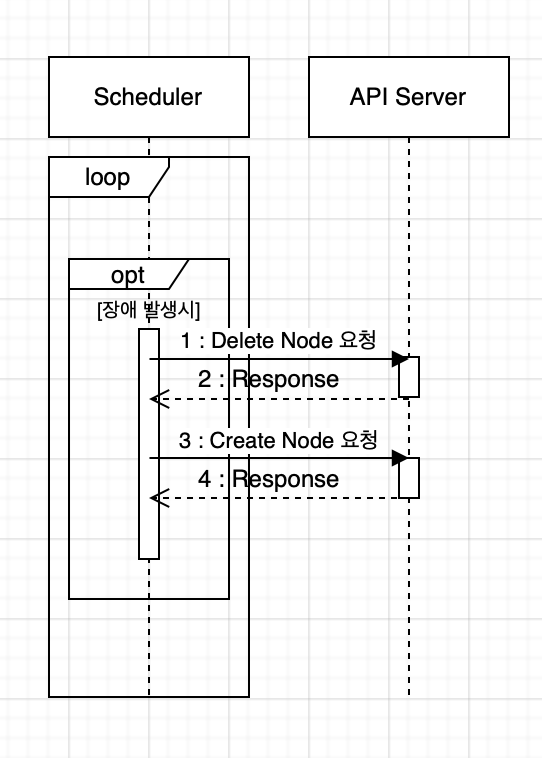 Scheduler
API Server
loop
opt
[장애 발생시]
1 : Delete Node 요청
2 : Response
3 : Create Node 요청
4 : Response